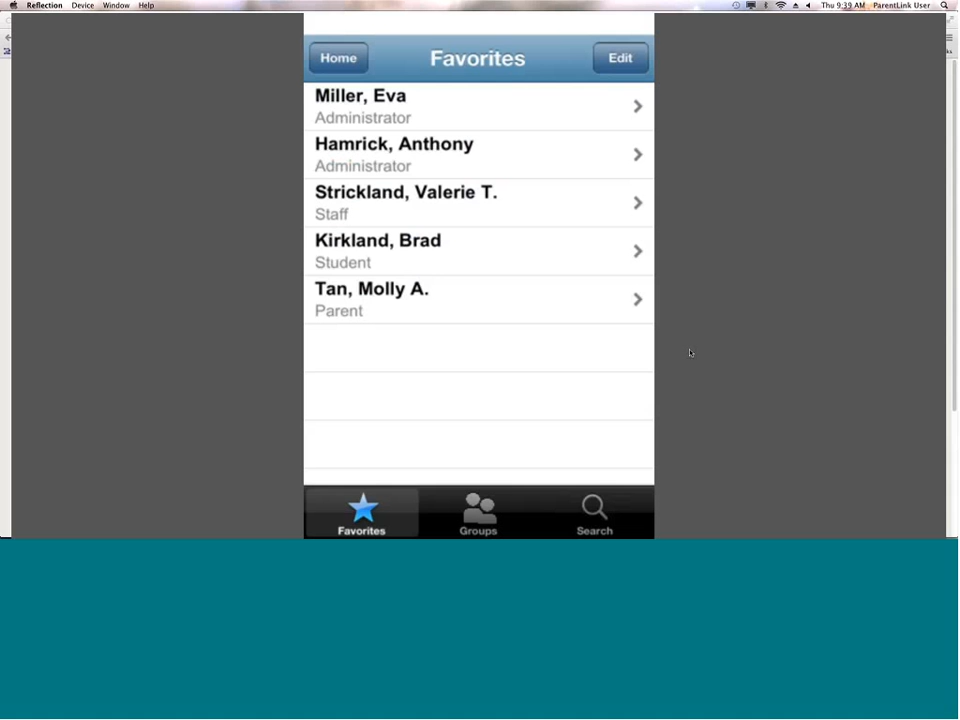 Reflection Device Window Help Thu 9:39 AM ParentLink User
Home Favorites Edit
Miller, Eva
Administrator
Hamrick, Anthony
Administrator
Strickland, Valerie T.
Staff
Kirkland, Brad
Student
Tan, Molly A.
Parent
Favorites Groups Search